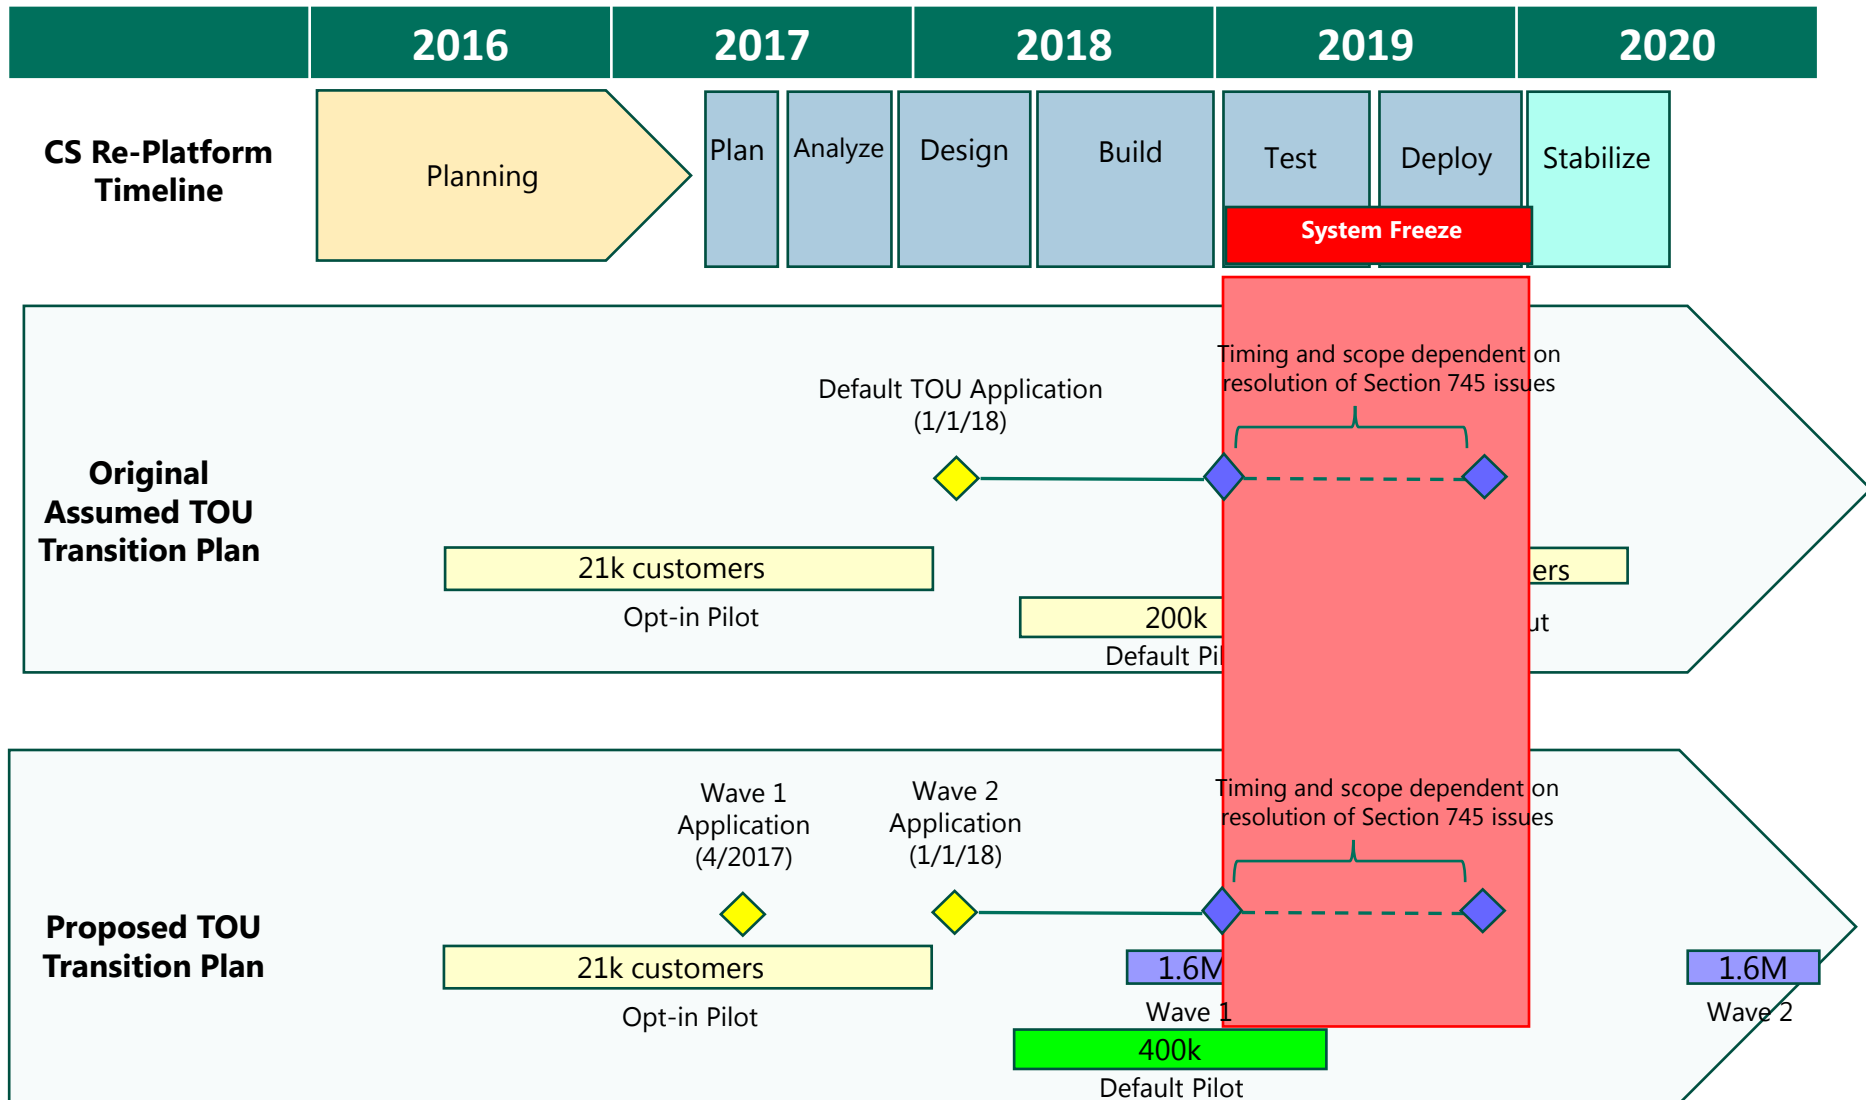 2016 2017 2018 2019 2020
CS Re-Platform
Timeline
Planning
Plan
Analyze
Design
Build
Test
Deploy
Stabilize
System Freeze
Original
Assumed TOU
Transition Plan
Default TOU Application
(1/1/18)
Timing and scope dependent on
resolution of Section 745 issues
21k customers
Opt-in Pilot
200k
Default
Proposed TOU
Transition Plan
Wave 1
Application
(4/2017)
Wave 2
Application
(1/1/18)
Timing and scope dependent on
resolution of Section 745 issues
21k customers
Opt-in Pilot
1.6M
Wave 1
400k
Default Pilot
1.6M
Wave 2